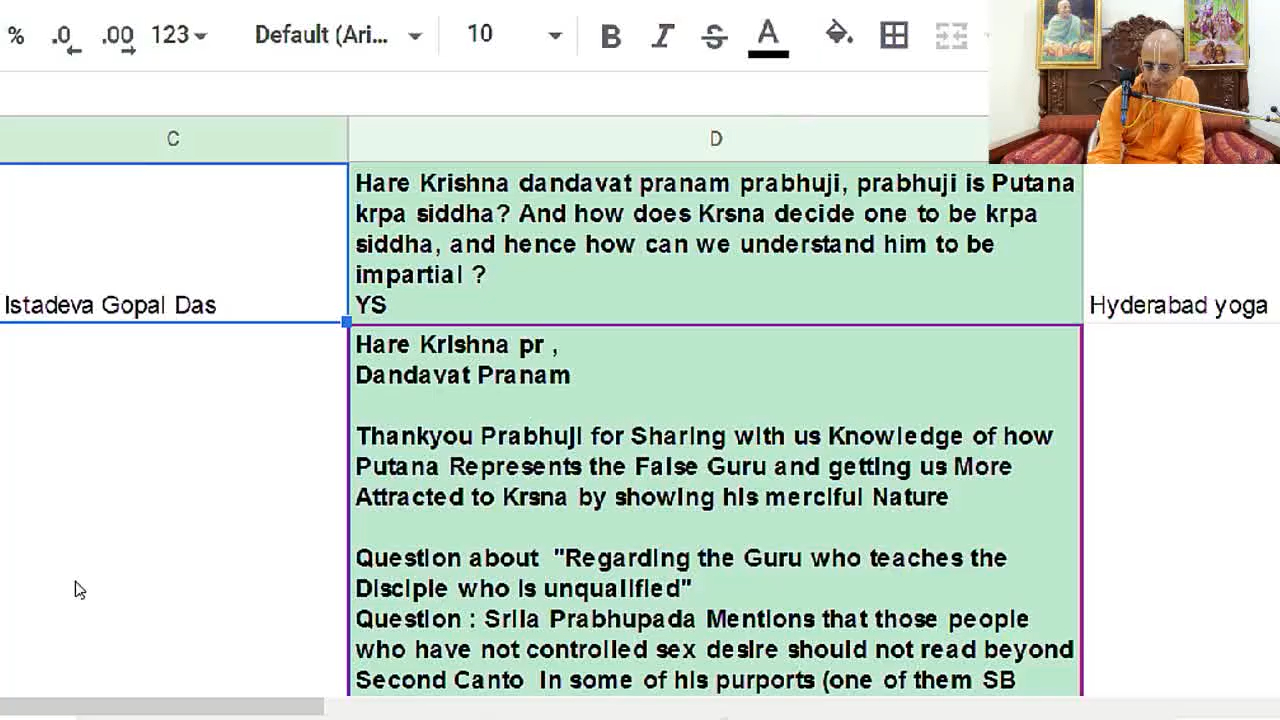 % .0 .00 123 Default (Ari... 10 B I S A
C D
Hare Krishna dandavat pranam prabhuji, prabhuji is Putana
krpa siddha? And how does Krsna decide one to be krpa
siddha, and hence how can we understand him to be
impartial ?
YS
Istadeva Gopal Das
Hyderabad yoga
Hare Krishna pr ,
Dandavat Pranam
Thankyou Prabhuji for Sharing with us Knowledge of how
Putana Represents the False Guru and getting us More
Attracted to Krsna by showing his merciful Nature
Question about "Regarding the Guru who teaches the
Disciple who is unqualified"
Question : Srila Prabhupada Mentions that those people
who have not controlled sex desire should not read beyond
Second Canto In some of his purports (one of them SB